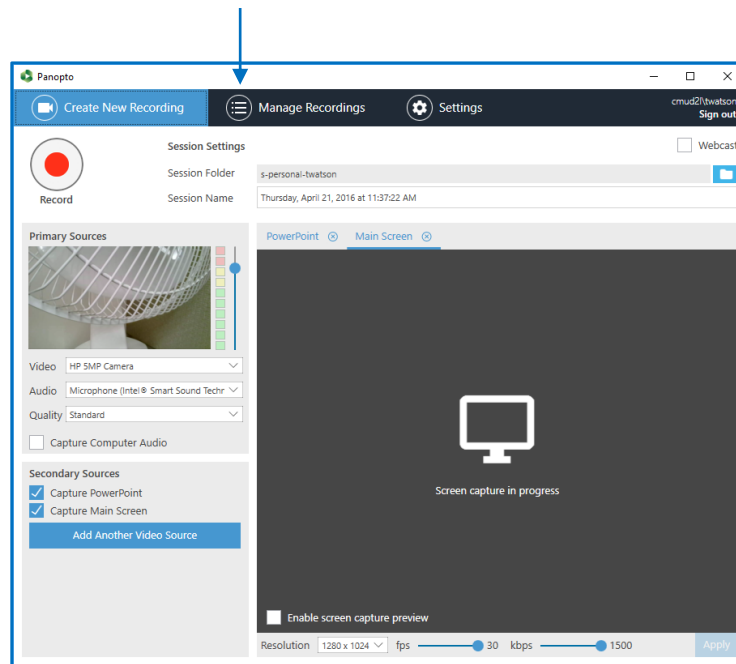 Panopto
Create New Recording
Manage Recordings
Settings
cmud2l\twatson
Sign out
Record
Session Settings
Webcast
Session Folder
s-personal-twatson
Session Name
Thursday, April 21, 2016 at 11:37:22 AM
Primary Sources
PowerPoint
Main Screen
Video
HP 5MP Camera
Audio
Microphone (Intel® Smart Sound Techr
Quality
Standard
Capture Computer Audio
Secondary Sources
Capture PowerPoint
Capture Main Screen
Add Another Video Source
Screen capture in progress
Enable screen capture preview
Resolution 1280 x 1024 fps 30 kbps 1500 Apply